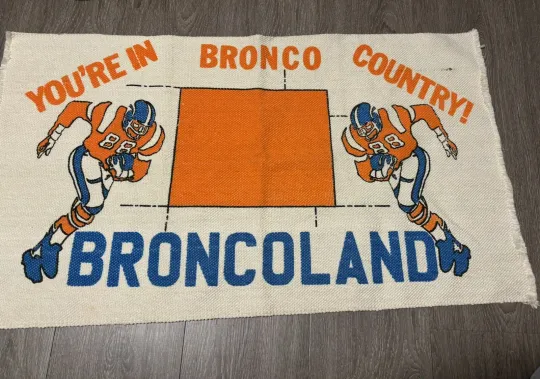 YOU'RE IN BRONCO COUNTRY!
88 88
BRONCOLAND